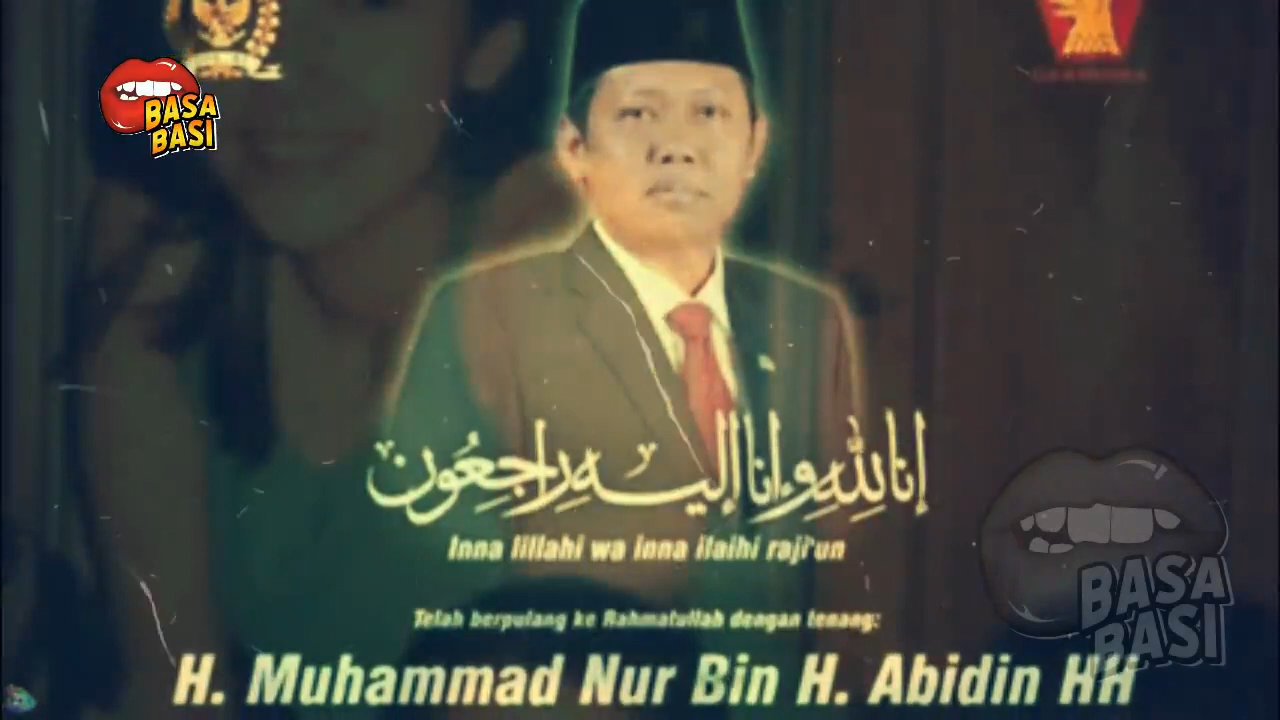 BASA
BASI
إنا لله وإنا إليه راجعون
Inna lillahi wa inna ilaihi raji'un
Telah berpulang ke Rahmatullah dengan tenang:
H. Muhammad Nur Bin H. Abidin HH
BASA
BASI